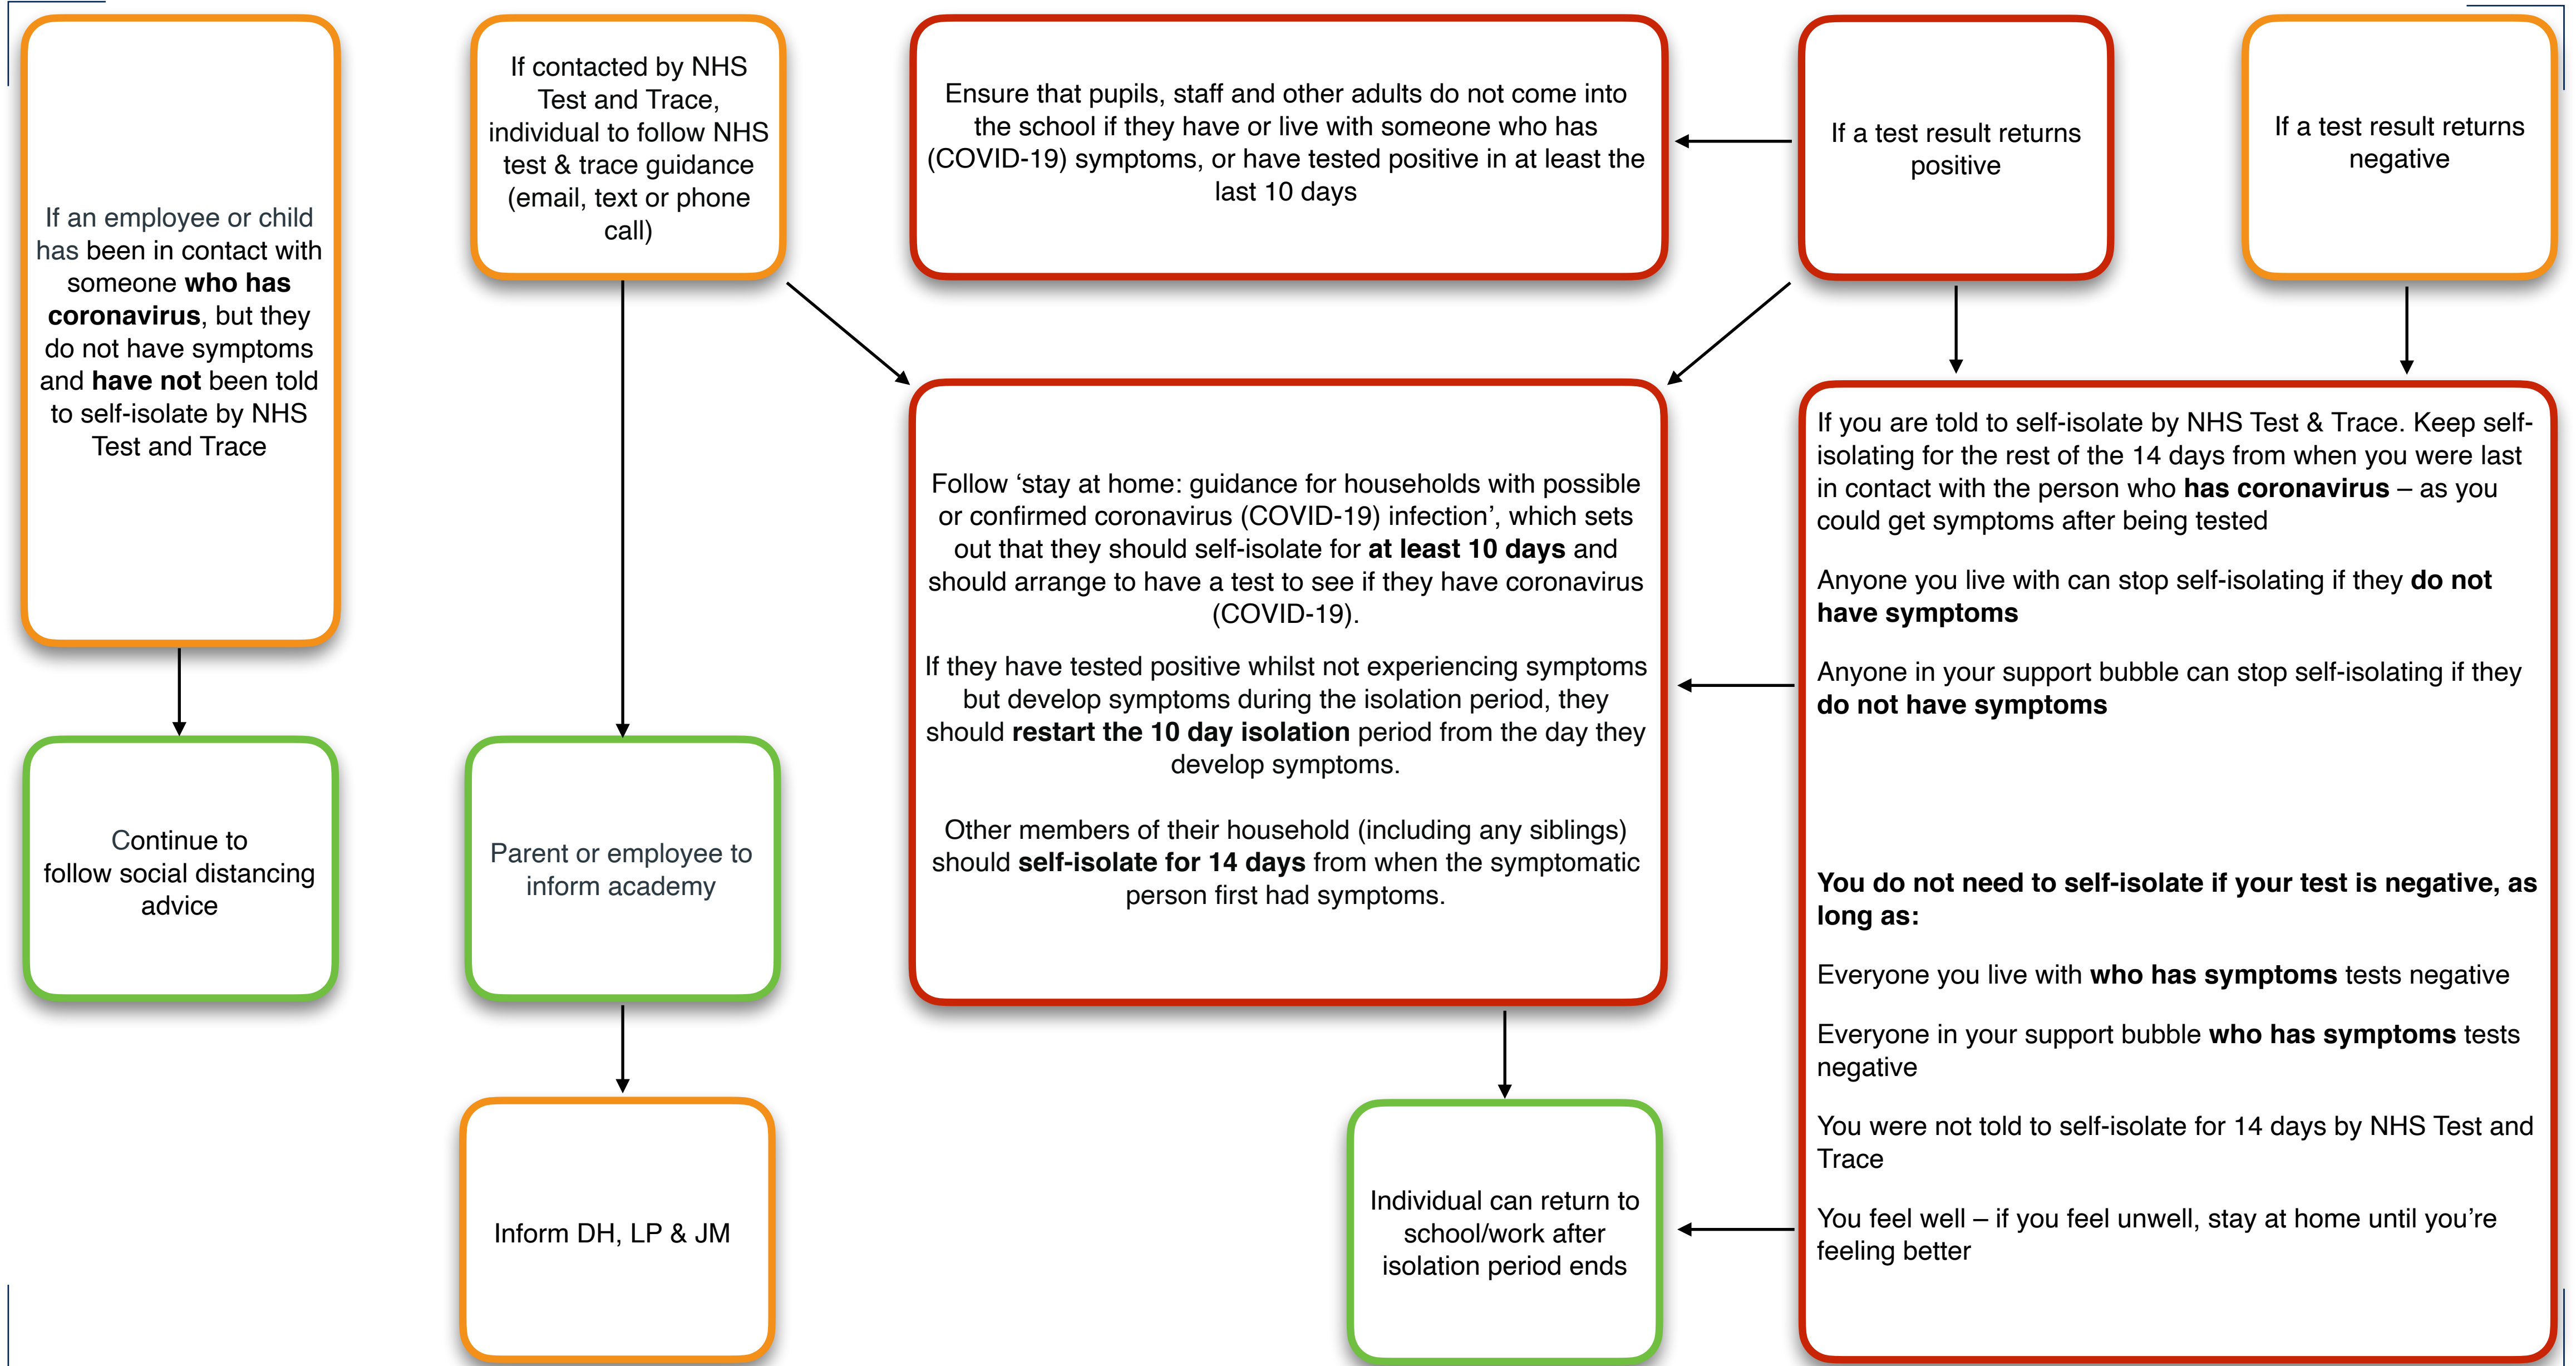 If an employee or child
has been in contact with
someone who has
coronavirus, but they
do not have symptoms
and have not been told
to self-isolate by NHS
Test and Trace
Continue to
follow social distancing
advice
If contacted by NHS
Test and Trace,
individual to follow NHS
test & trace guidance
(email, text or phone
call)
Parent or employee to
inform academy
Inform DH, LP & JM
Ensure that pupils, staff and other adults do not come into
the school if they have or live with someone who has
(COVID-19) symptoms, or have tested positive in at least the
last 10 days
If a test result returns
positive
If a test result returns
negative
Follow ‘stay at home: guidance for households with possible
or confirmed coronavirus (COVID-19) infection’, which sets
out that they should self-isolate for at least 10 days and
should arrange to have a test to see if they have coronavirus
(COVID-19).
If they have tested positive whilst not experiencing symptoms
but develop symptoms during the isolation period, they
should restart the 10 day isolation period from the day they
develop symptoms.
Other members of their household (including any siblings)
should self-isolate for 14 days from when the symptomatic
person first had symptoms.
If you are told to self-isolate by NHS Test & Trace. Keep self-
isolating for the rest of the 14 days from when you were last
in contact with the person who has coronavirus – as you
could get symptoms after being tested
Anyone you live with can stop self-isolating if they do not
have symptoms
Anyone in your support bubble can stop self-isolating if they
do not have symptoms
You do not need to self-isolate if your test is negative, as
long as:
Everyone you live with who has symptoms tests negative
Everyone in your support bubble who has symptoms tests
negative
You were not told to self-isolate for 14 days by NHS Test and
Trace
You feel well – if you feel unwell, stay at home until you’re
feeling better
Individual can return to
school/work after
isolation period ends